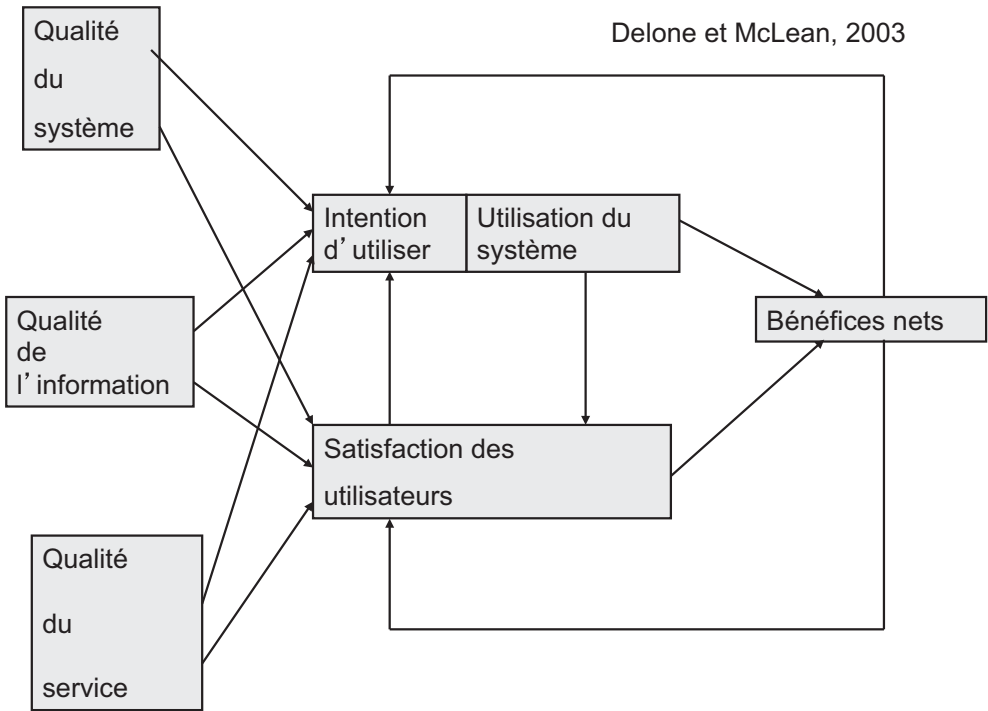 Delone et McLean, 2003
Qualité
du
système
Intention
d’utiliser
Utilisation du
système
Qualité
de
l’information
Bénéfices nets
Satisfaction des
utilisateurs
Qualité
du
service